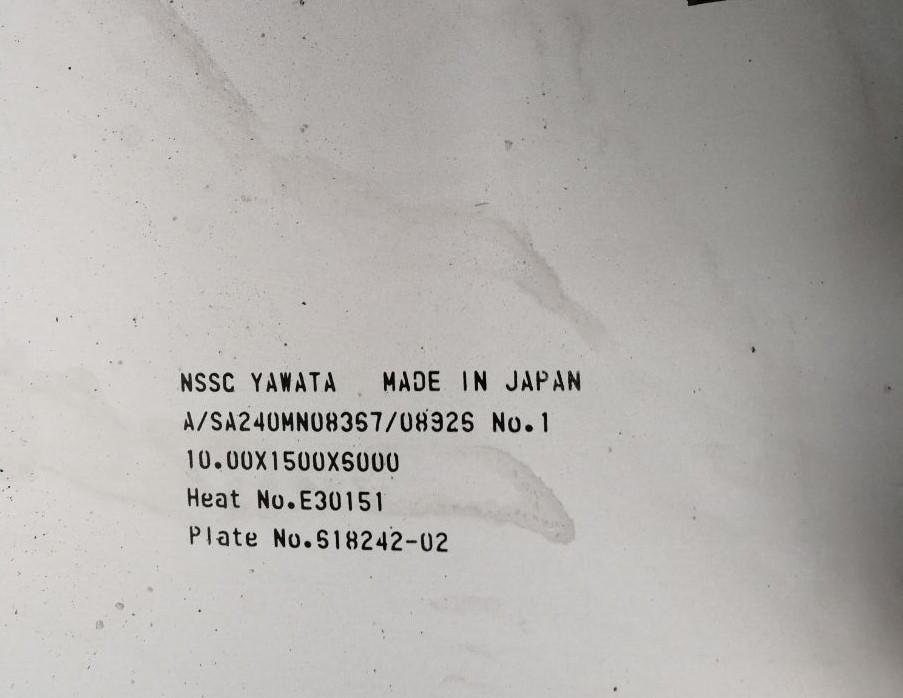 NSSC YAWATA MADE IN JAPAN
A/SA240MN08367/08926 No.1
10.00X1500X6000
Heat No.E30151
Plate No.618242-02